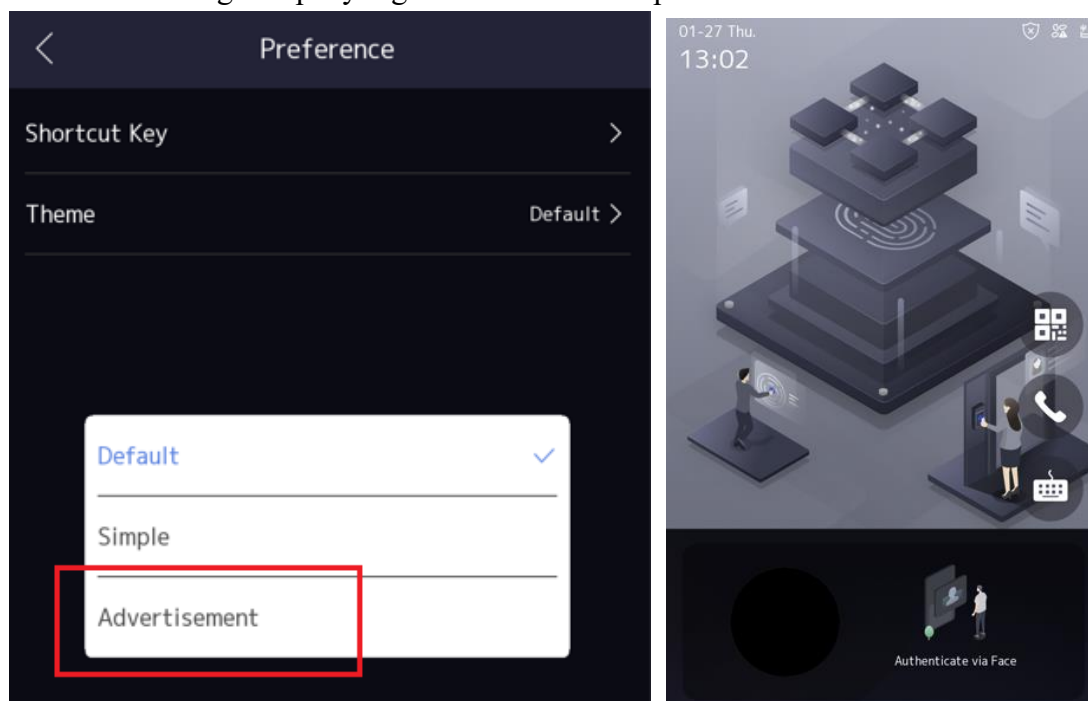 Preference
Shortcut Key
Theme Default
Default
Simple
Advertisement
01-27 Thu.
13:02
Authenticate via Face